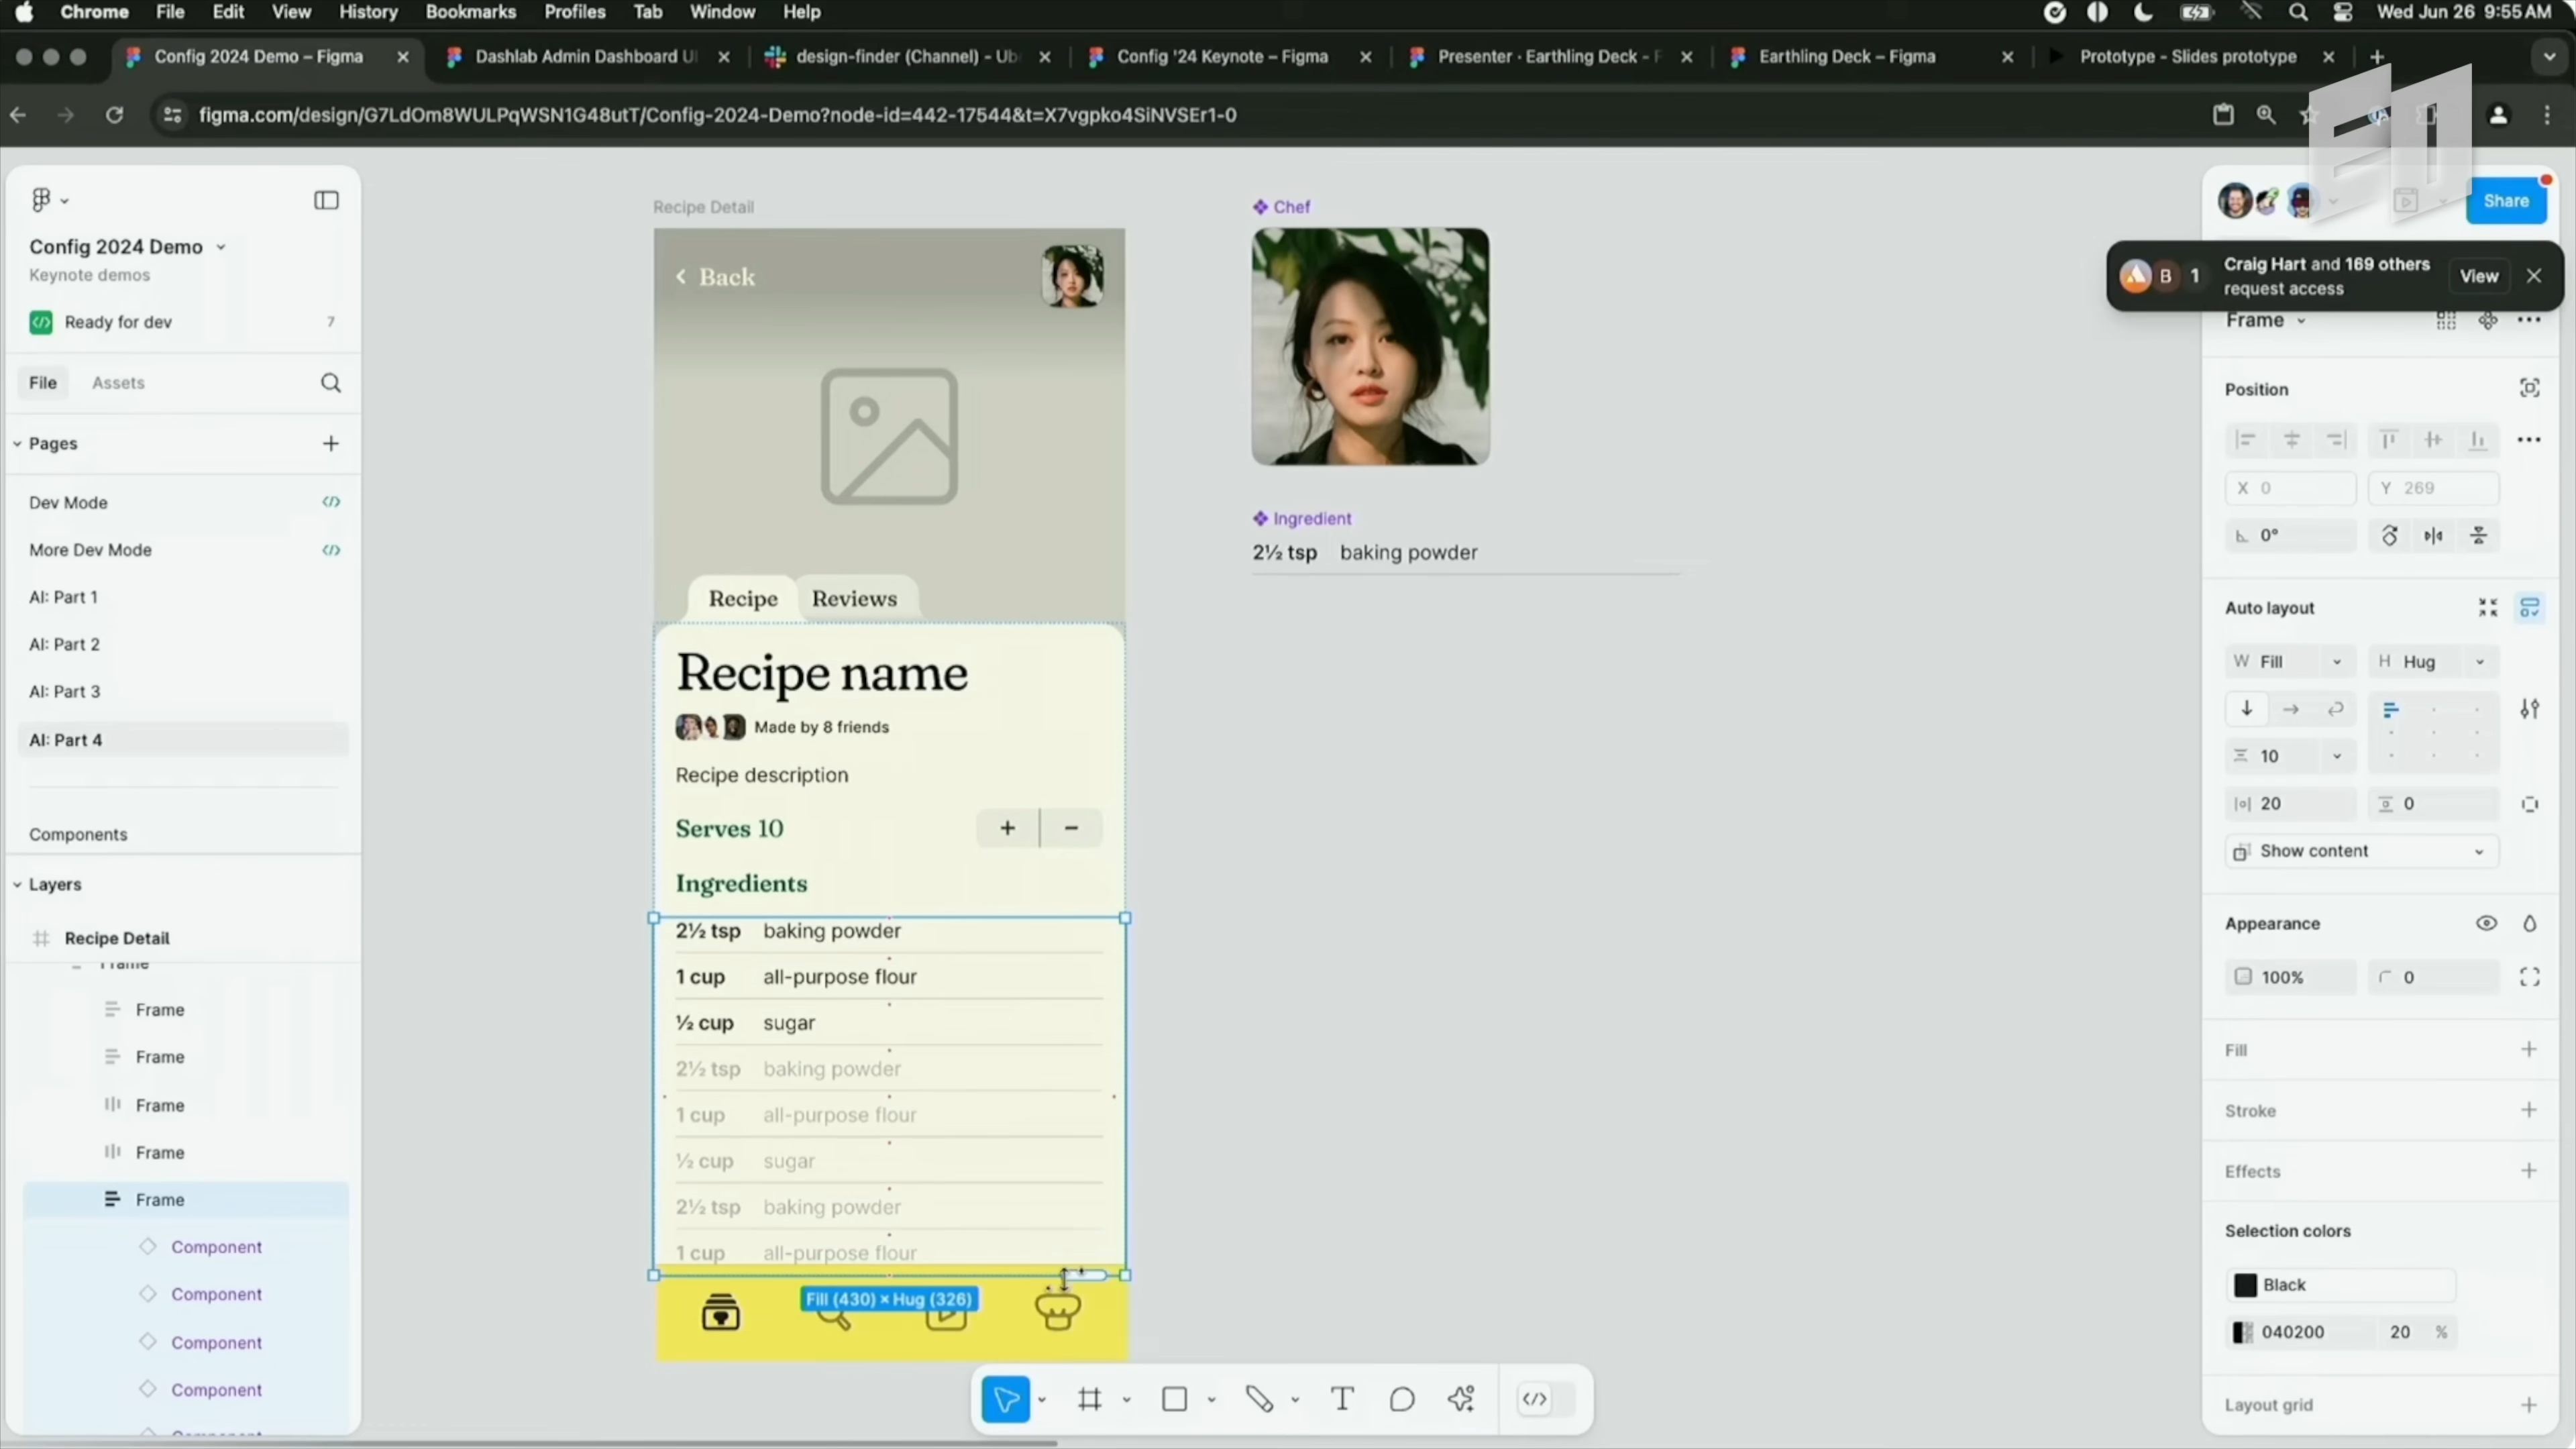 Chrome File Edit View History Bookmarks Profiles Tab Window Help Wed Jun 26 9:55 AM
Config 2024 Demo – Figma Dashlab Admin Dashboard UI design-finder (Channel) - Ub Config '24 Keynote – Figma Presenter · Earthling Deck - F Earthling Deck – Figma Prototype - Slides prototype
figma.com/design/G7LdOm8WULPqWSN1G48utT/Config-2024-Demo?node-id=442-17544&t=X7vgpko4SiNVSEr1-0
Config 2024 Demo
Keynote demos
Ready for dev 7
File Assets
Pages
Dev Mode
More Dev Mode
AI: Part 1
AI: Part 2
AI: Part 3
AI: Part 4
Components
Layers
Recipe Detail
Frame
Frame
Frame
Frame
Frame
Frame
Component
Component
Component
Component
Recipe Detail
Back
Recipe Reviews
Recipe name
Made by 8 friends
Recipe description
Serves 10 + −
Ingredients
2½ tsp baking powder
1 cup all-purpose flour
½ cup sugar
2½ tsp baking powder
1 cup all-purpose flour
½ cup sugar
2½ tsp baking powder
1 cup all-purpose flour
Fill (430) × Hug (326)
Chef
Ingredient
2½ tsp baking powder
Share
B 1 Craig Hart and 169 others View
request access
Frame
Position
X 0 Y 269
0°
Auto layout
W Fill H Hug
10
20 0
Show content
Appearance
100% 0
Fill
Stroke
Effects
Selection colors
Black
040200 20 %
Layout grid